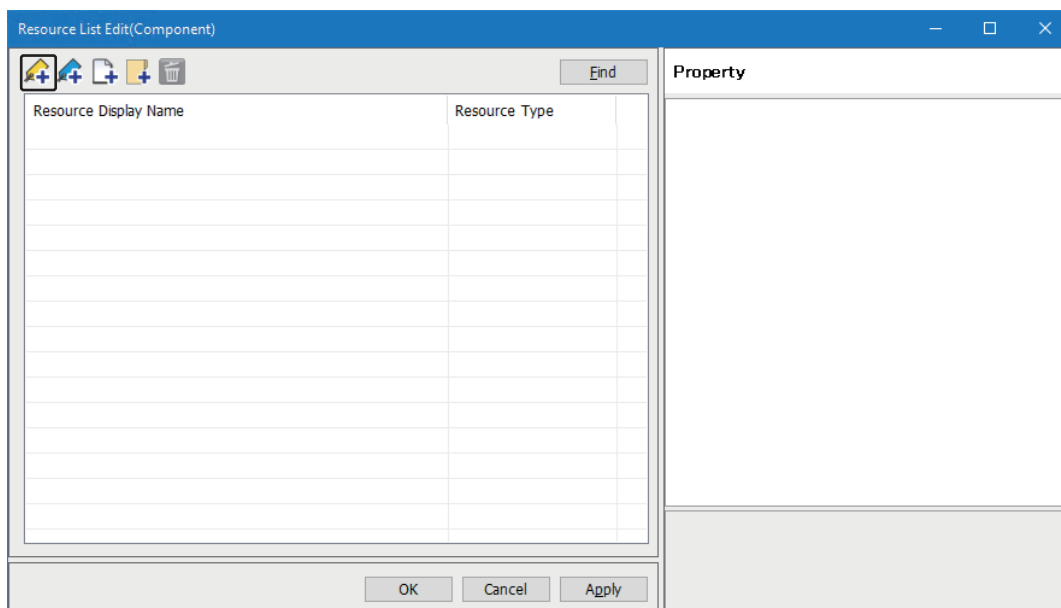 Resource List Edit(Component)
Find
Property
Resource Display Name Resource Type
OK Cancel Apply